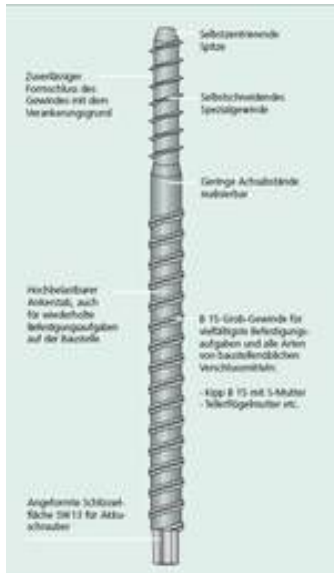 Selbstzentrierende
Spitze
Zuverlässiger
Formschluss des
Gewindes mit dem
Verankerungsgrund
Selbstschneidendes
Spezialgewinde
Geringe Achsabstände
realisierbar
Hochbelastbarer
Ankerstab, auch
für wiederholte
Befestigungsaufgaben
auf der Baustelle
B 15-Grob-Gewinde für
vielfältigste Befestigungs-
aufgaben und alle Arten
von baustellenüblichen
Verschlussmitteln:
- Kipp B 15 mit S-Mutter
- Tellerflügelmutter etc.
Angeformte Schlüssel-
fläche SW13 für Akku-
schrauber